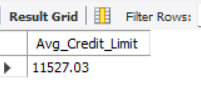 Result Grid Filter Rows:
Avg_Credit_Limit
11527.03